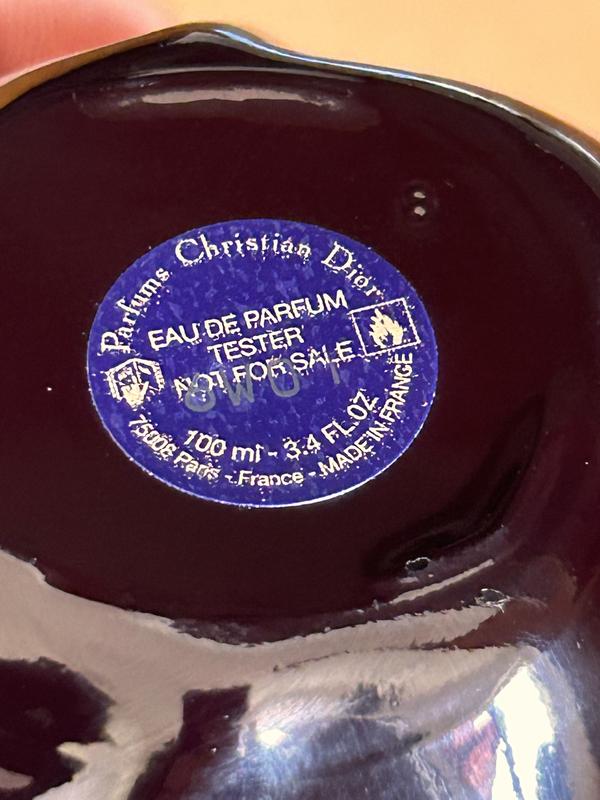 Parfums Christian Dior
EAU DE PARFUM
TESTER
NOT FOR SALE
100 ml - 3.4 FL.OZ
75008 Paris - France - MADE IN FRANCE